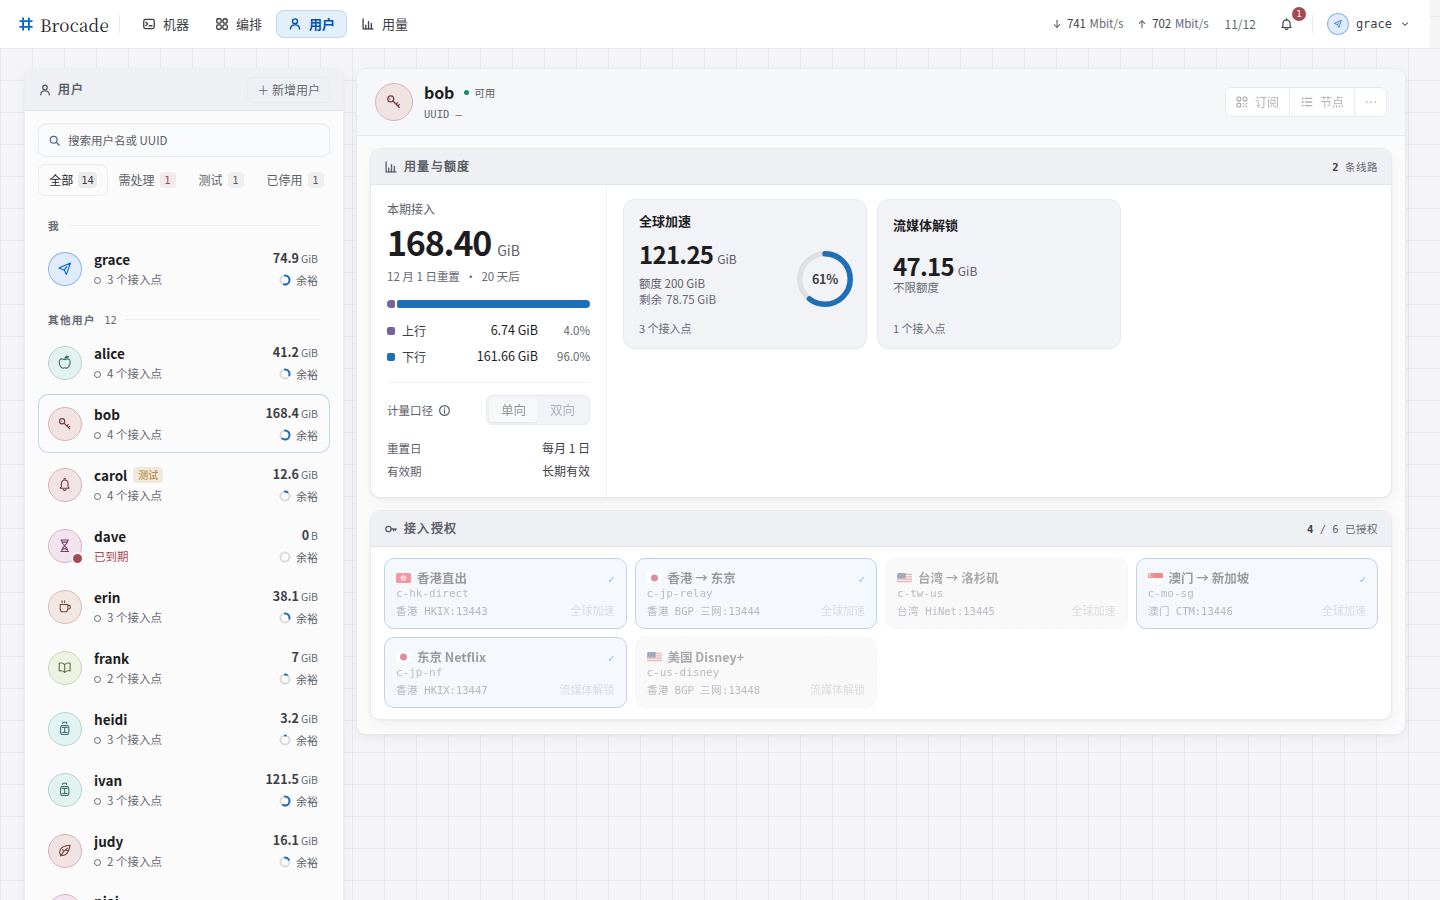 Brocade
机器
编排
用户
用量
741 Mbit/s
702 Mbit/s
11/12
1
grace
用户
新增用户
搜索用户名或 UUID
全部 14
需处理 1
测试 1
已停用 1
我
grace
74.9 GiB
3 个接入点
余裕
其他用户 12
alice
41.2 GiB
4 个接入点
余裕
bob
168.4 GiB
4 个接入点
余裕
carol 测试
12.6 GiB
4 个接入点
余裕
dave
0 B
已到期
余裕
erin
38.1 GiB
3 个接入点
余裕
frank
7 GiB
2 个接入点
余裕
heidi
3.2 GiB
3 个接入点
余裕
ivan
121.5 GiB
3 个接入点
余裕
judy
16.1 GiB
2 个接入点
余裕
bob
可用
UUID —
订阅
节点
···
用量与额度
2 条线路
本期接入
168.40 GiB
12 月 1 日重置 · 20 天后
上行 6.74 GiB 4.0%
下行 161.66 GiB 96.0%
计量口径
单向
双向
重置日 每月 1 日
有效期 长期有效
全球加速
121.25 GiB
额度 200 GiB
剩余 78.75 GiB
61%
3 个接入点
流媒体解锁
47.15 GiB
不限额度
1 个接入点
接入授权
4 / 6 已授权
香港直出 ✓
c-hk-direct
香港 HKIX:13443 全球加速
香港 → 东京 ✓
c-jp-relay
香港 BGP 三网:13444 全球加速
台湾 → 洛杉矶
c-tw-us
台湾 HiNet:13445 全球加速
澳门 → 新加坡 ✓
c-mo-sg
澳门 CTM:13446 全球加速
东京 Netflix ✓
c-jp-nf
香港 HKIX:13447 流媒体解锁
美国 Disney+
c-us-disney
香港 BGP 三网:13448 流媒体解锁